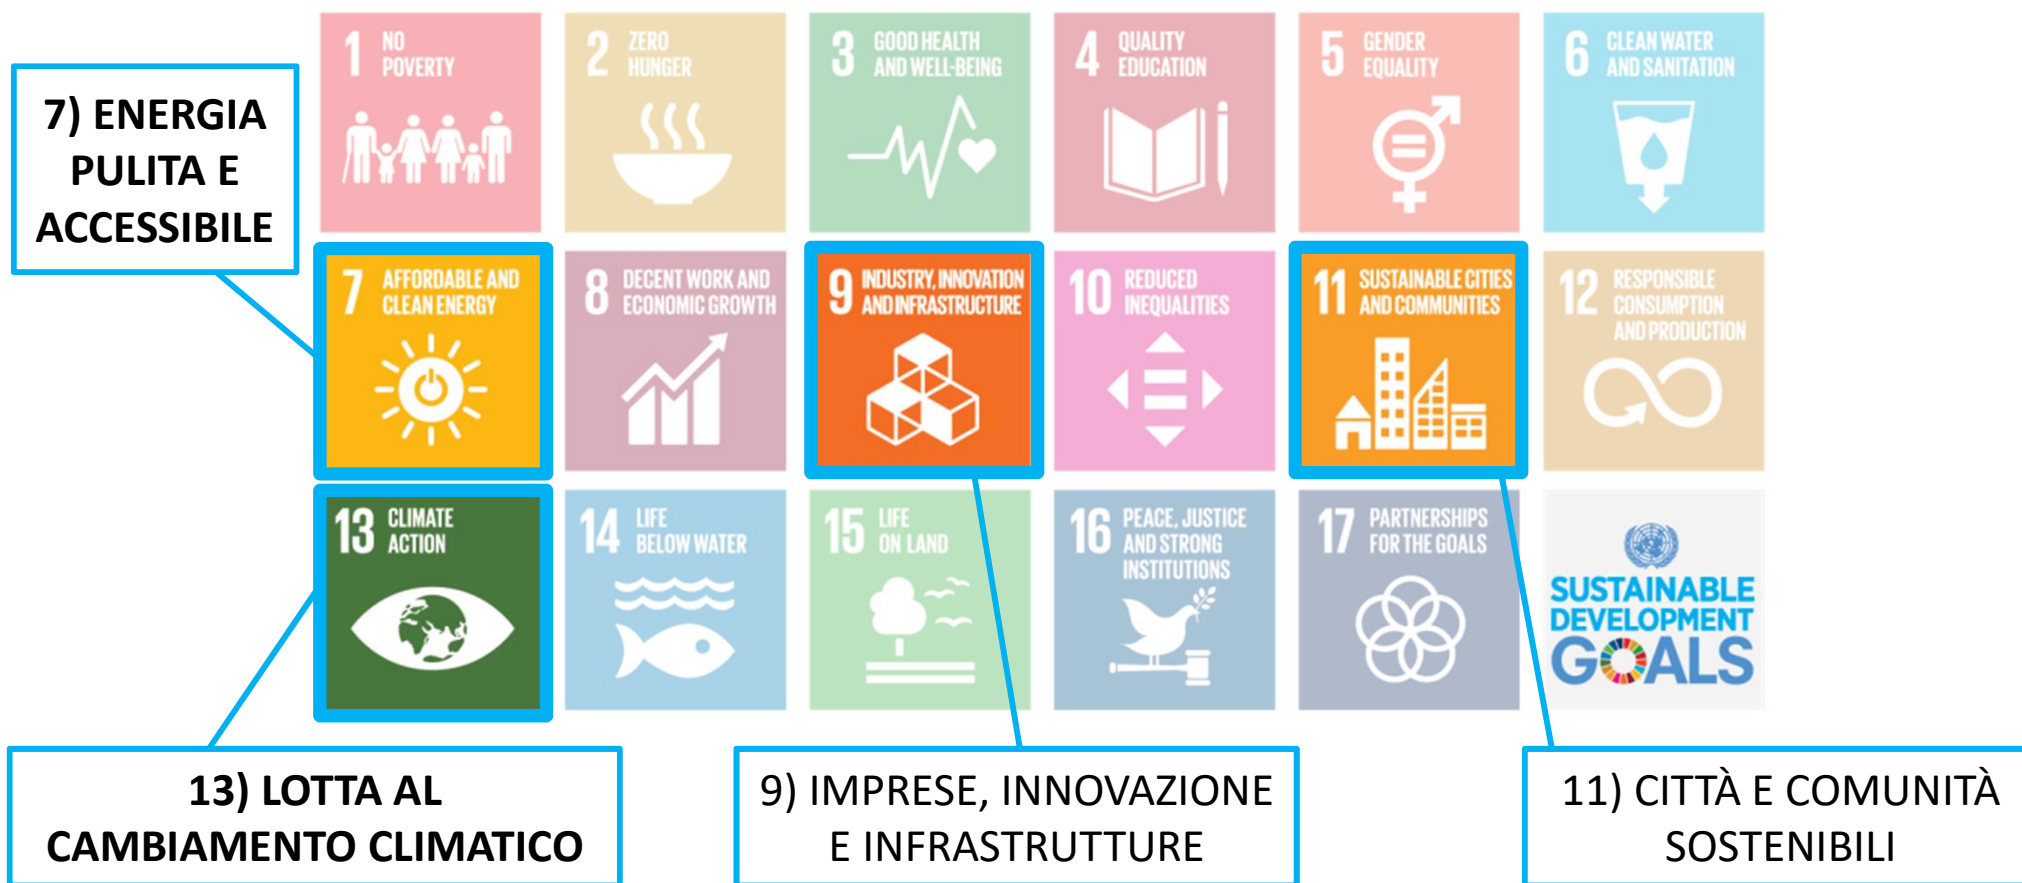 1 NO
POVERTY
2 ZERO
HUNGER
3 GOOD HEALTH
AND WELL-BEING
4 QUALITY
EDUCATION
5 GENDER
EQUALITY
6 CLEAN WATER
AND SANITATION
7) ENERGIA
PULITA E
ACCESSIBILE
7 AFFORDABLE AND
CLEAN ENERGY
8 DECENT WORK AND
ECONOMIC GROWTH
9 INDUSTRY, INNOVATION
AND INFRASTRUCTURE
10 REDUCED
INEQUALITIES
11 SUSTAINABLE CITIES
AND COMMUNITIES
12 RESPONSIBLE
CONSUMPTION
AND PRODUCTION
13 CLIMATE
ACTION
14 LIFE
BELOW WATER
15 LIFE
ON LAND
16 PEACE, JUSTICE
AND STRONG
INSTITUTIONS
17 PARTNERSHIPS
FOR THE GOALS
SUSTAINABLE
DEVELOPMENT
GOALS
13) LOTTA AL
CAMBIAMENTO CLIMATICO
9) IMPRESE, INNOVAZIONE
E INFRASTRUTTURE
11) CITTÀ E COMUNITÀ
SOSTENIBILI